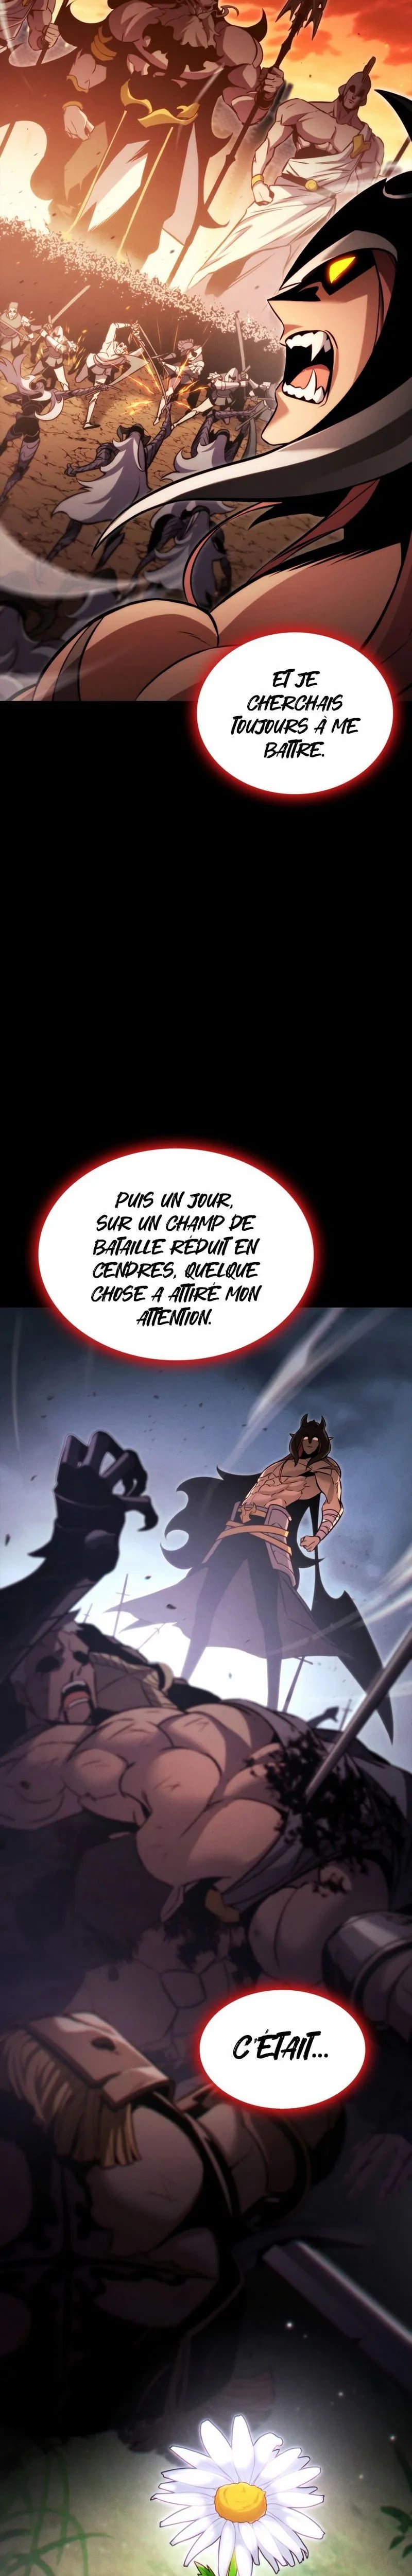 ET JE
CHERCHAIS
TOUJOURS À ME
BATTRE.
PUIS UN JOUR,
SUR UN CHAMP DE
BATAILLE RÉDUIT EN
CENDRES, QUELQUE
CHOSE A ATTIRÉ MON
ATTENTION.
C'ÉTAIT...